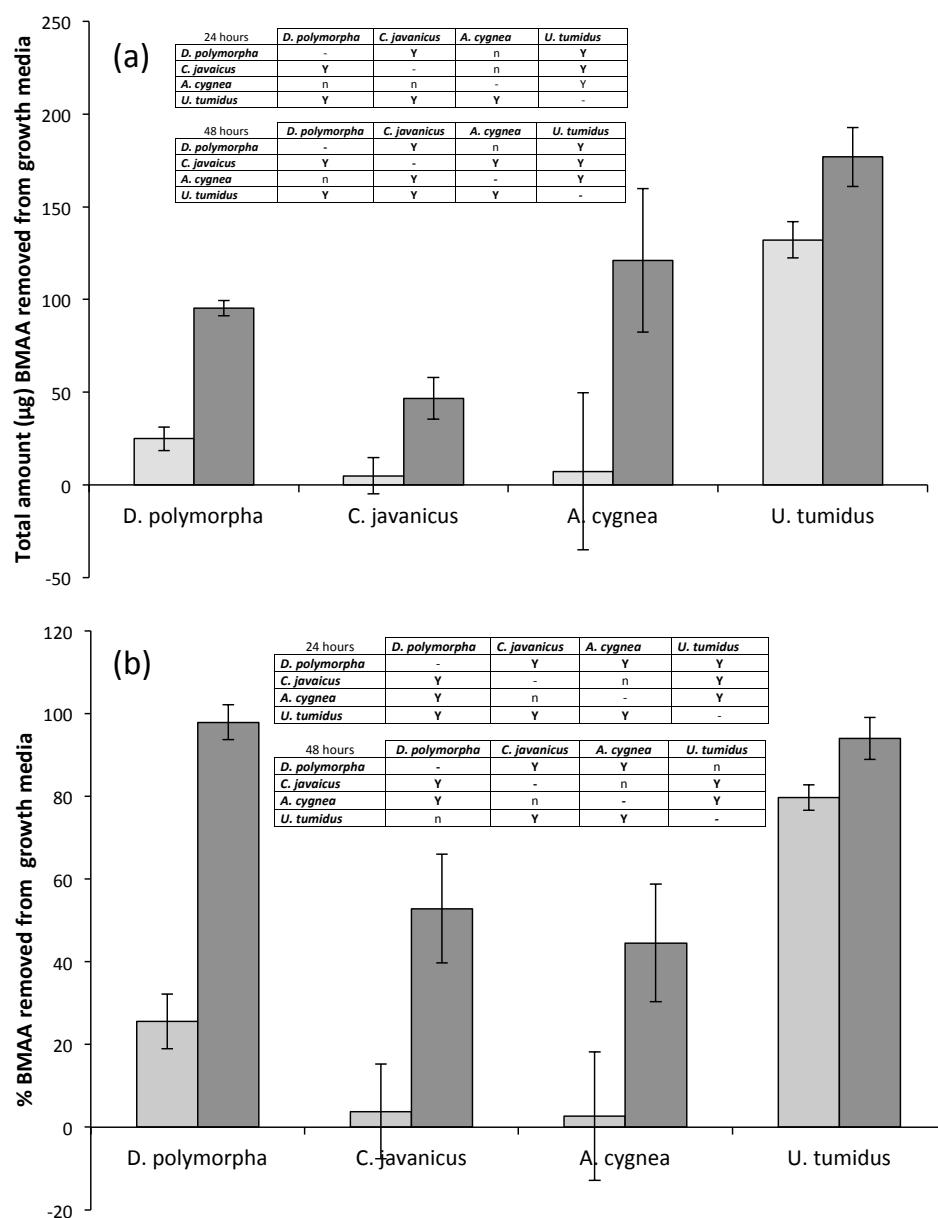 Total amount (µg) BMAA removed from growth media
250
200
150
100
50
0
-50
(a)
24 hours D. polymorpha C. javanicus A. cygnea U. tumidus
D. polymorpha - Y n Y
C. javaicus Y - n Y
A. cygnea n n - Y
U. tumidus Y Y Y -
48 hours D. polymorpha C. javanicus A. cygnea U. tumidus
D. polymorpha - Y n Y
C. javaicus Y - Y Y
A. cygnea n Y - Y
U. tumidus Y Y Y -
D. polymorpha C. javanicus A. cygnea U. tumidus
% BMAA removed from growth media
120
100
80
60
40
20
0
-20
(b)
24 hours D. polymorpha C. javanicus A. cygnea U. tumidus
D. polymorpha - Y Y Y
C. javaicus Y - n Y
A. cygnea Y n - Y
U. tumidus Y Y Y -
48 hours D. polymorpha C. javanicus A. cygnea U. tumidus
D. polymorpha - Y Y n
C. javaicus Y - n Y
A. cygnea Y n - Y
U. tumidus n Y Y -
D. polymorpha C. javanicus A. cygnea U. tumidus